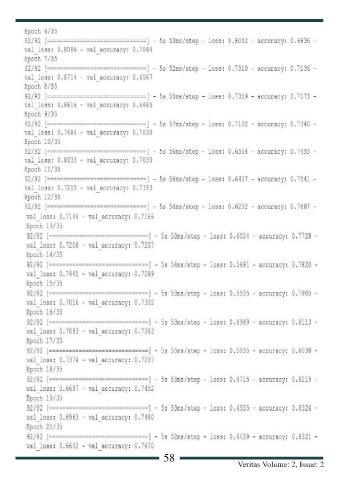 Epoch 6/35
92/92 [==============================] - 5s 53ms/step - loss: 0.8052 - accuracy: 0.6836 -
val_loss: 0.8086 - val_accuracy: 0.7044
Epoch 7/35
92/92 [==============================] - 5s 52ms/step - loss: 0.7510 - accuracy: 0.7136 -
val_loss: 0.8714 - val_accuracy: 0.6567
Epoch 8/35
92/92 [==============================] - 5s 55ms/step - loss: 0.7359 - accuracy: 0.7173 -
val_loss: 0.8816 - val_accuracy: 0.6485
Epoch 9/35
92/92 [==============================] - 5s 57ms/step - loss: 0.7102 - accuracy: 0.7340 -
val_loss: 0.7484 - val_accuracy: 0.7030
Epoch 10/35
92/92 [==============================] - 5s 56ms/step - loss: 0.6564 - accuracy: 0.7493 -
val_loss: 0.8033 - val_accuracy: 0.7030
Epoch 11/35
92/92 [==============================] - 5s 56ms/step - loss: 0.6407 - accuracy: 0.7541 -
val_loss: 0.7205 - val_accuracy: 0.7193
Epoch 12/35
92/92 [==============================] - 5s 54ms/step - loss: 0.6252 - accuracy: 0.7687 -
val_loss: 0.7144 - val_accuracy: 0.7166
Epoch 13/35
92/92 [==============================] - 5s 53ms/step - loss: 0.6054 - accuracy: 0.7728 -
val_loss: 0.7206 - val_accuracy: 0.7207
Epoch 14/35
92/92 [==============================] - 5s 54ms/step - loss: 0.5691 - accuracy: 0.7820 -
val_loss: 0.7441 - val_accuracy: 0.7289
Epoch 15/35
92/92 [==============================] - 5s 53ms/step - loss: 0.5535 - accuracy: 0.7905 -
val_loss: 0.7016 - val_accuracy: 0.7302
Epoch 16/35
92/92 [==============================] - 5s 53ms/step - loss: 0.4989 - accuracy: 0.8113 -
val_loss: 0.7093 - val_accuracy: 0.7343
Epoch 17/35
92/92 [==============================] - 5s 55ms/step - loss: 0.5035 - accuracy: 0.8038 -
val_loss: 0.7374 - val_accuracy: 0.7207
Epoch 18/35
92/92 [==============================] - 5s 53ms/step - loss: 0.4715 - accuracy: 0.8215 -
val_loss: 0.6697 - val_accuracy: 0.7452
Epoch 19/35
92/92 [==============================] - 5s 53ms/step - loss: 0.4555 - accuracy: 0.8324 -
val_loss: 0.6963 - val_accuracy: 0.7480
Epoch 20/35
92/92 [==============================] - 5s 52ms/step - loss: 0.4439 - accuracy: 0.8321 -
val_loss: 0.6642 - val_accuracy: 0.7670
58
Veritas Volume: 2, Issue: 2